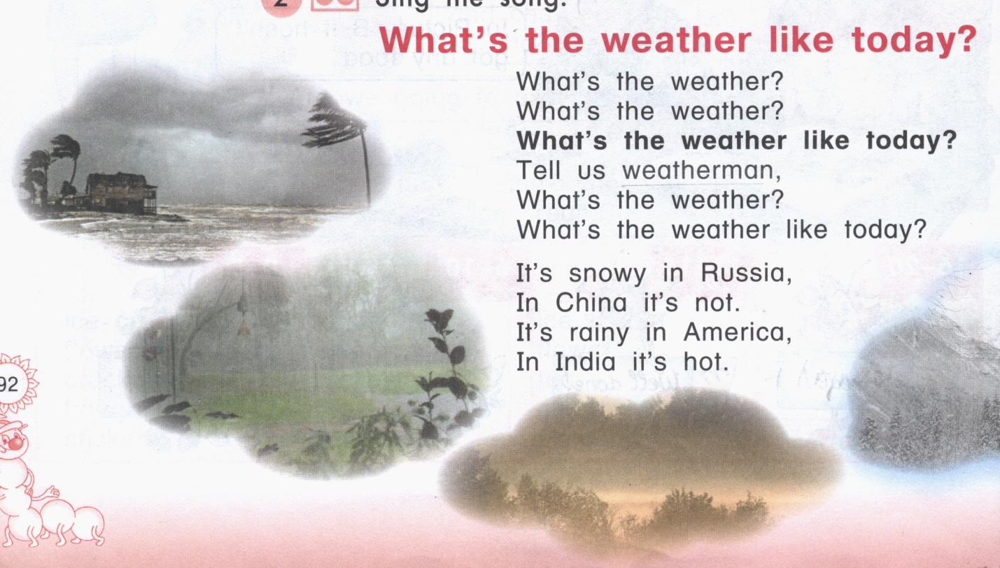 2 Sing the song.
What's the weather like today?
What's the weather?
What's the weather?
What's the weather like today?
Tell us weatherman,
What's the weather?
What's the weather like today?
It's snowy in Russia,
In China it's not.
It's rainy in America,
In India it's hot.
92